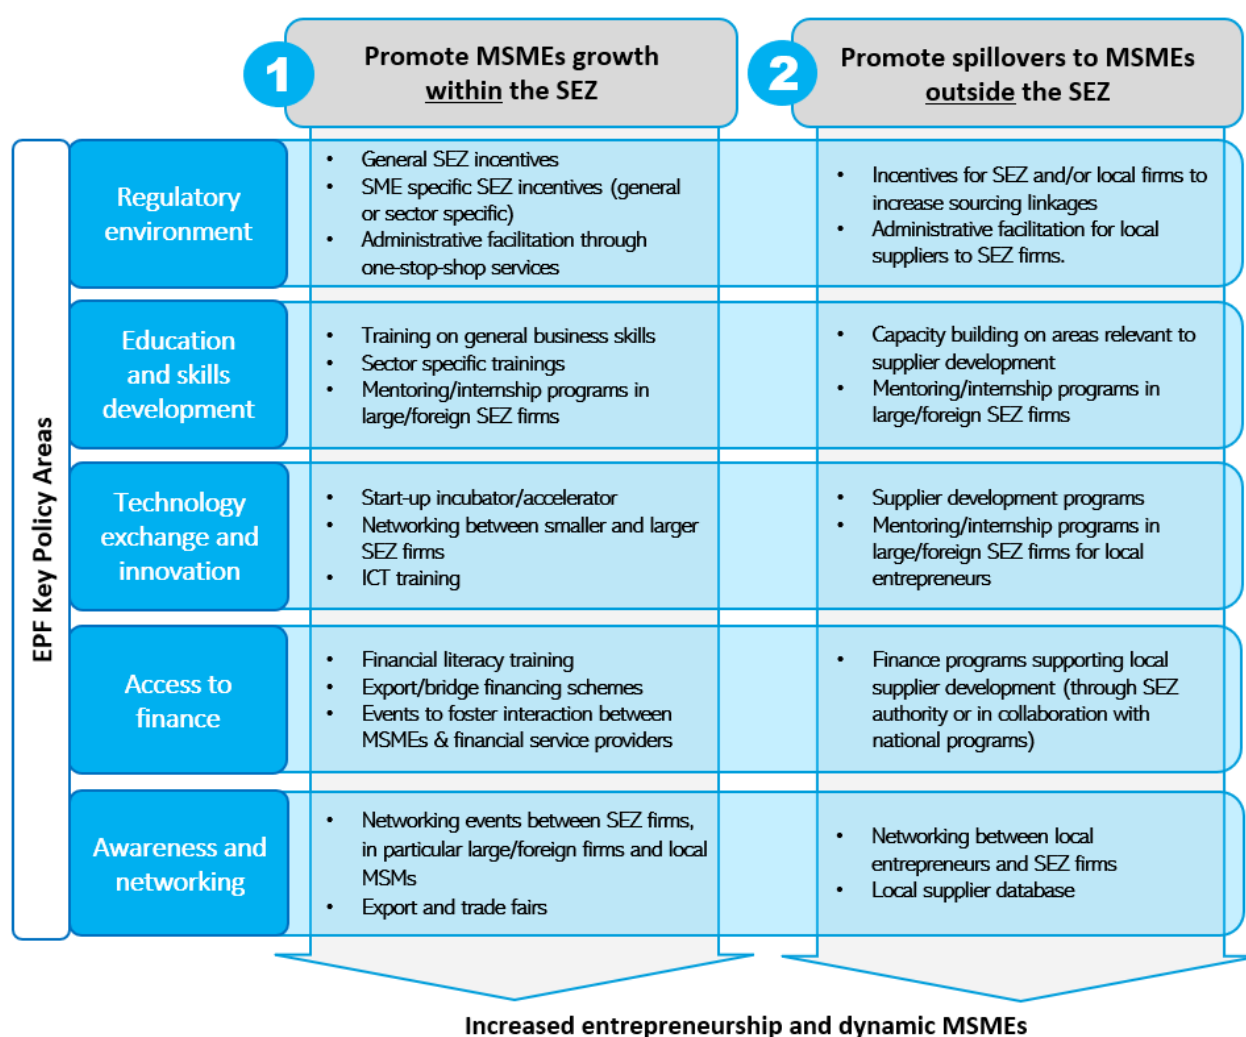 1
Promote MSMEs growth
within the SEZ
2
Promote spillovers to MSMEs
outside the SEZ
EPF Key Policy Areas
Regulatory
environment
• General SEZ incentives
• SME specific SEZ incentives (general
or sector specific)
• Administrative facilitation through
one-stop-shop services
• Incentives for SEZ and/or local firms to
increase sourcing linkages
• Administrative facilitation for local
suppliers to SEZ firms.
Education
and skills
development
• Training on general business skills
• Sector specific trainings
• Mentoring/internship programs in
large/foreign SEZ firms
• Capacity building on areas relevant to
supplier development
• Mentoring/internship programs in
large/foreign SEZ firms
Technology
exchange and
innovation
• Start-up incubator/accelerator
• Networking between smaller and larger
SEZ firms
• ICT training
• Supplier development programs
• Mentoring/internship programs in
large/foreign SEZ firms for local
entrepreneurs
Access to
finance
• Financial literacy training
• Export/bridge financing schemes
• Events to foster interaction between
MSMEs & financial service providers
• Finance programs supporting local
supplier development (through SEZ
authority or in collaboration with
national programs)
Awareness and
networking
• Networking events between SEZ firms,
in particular large/foreign firms and local
MSMs
• Export and trade fairs
• Networking between local
entrepreneurs and SEZ firms
• Local supplier database
Increased entrepreneurship and dynamic MSMEs